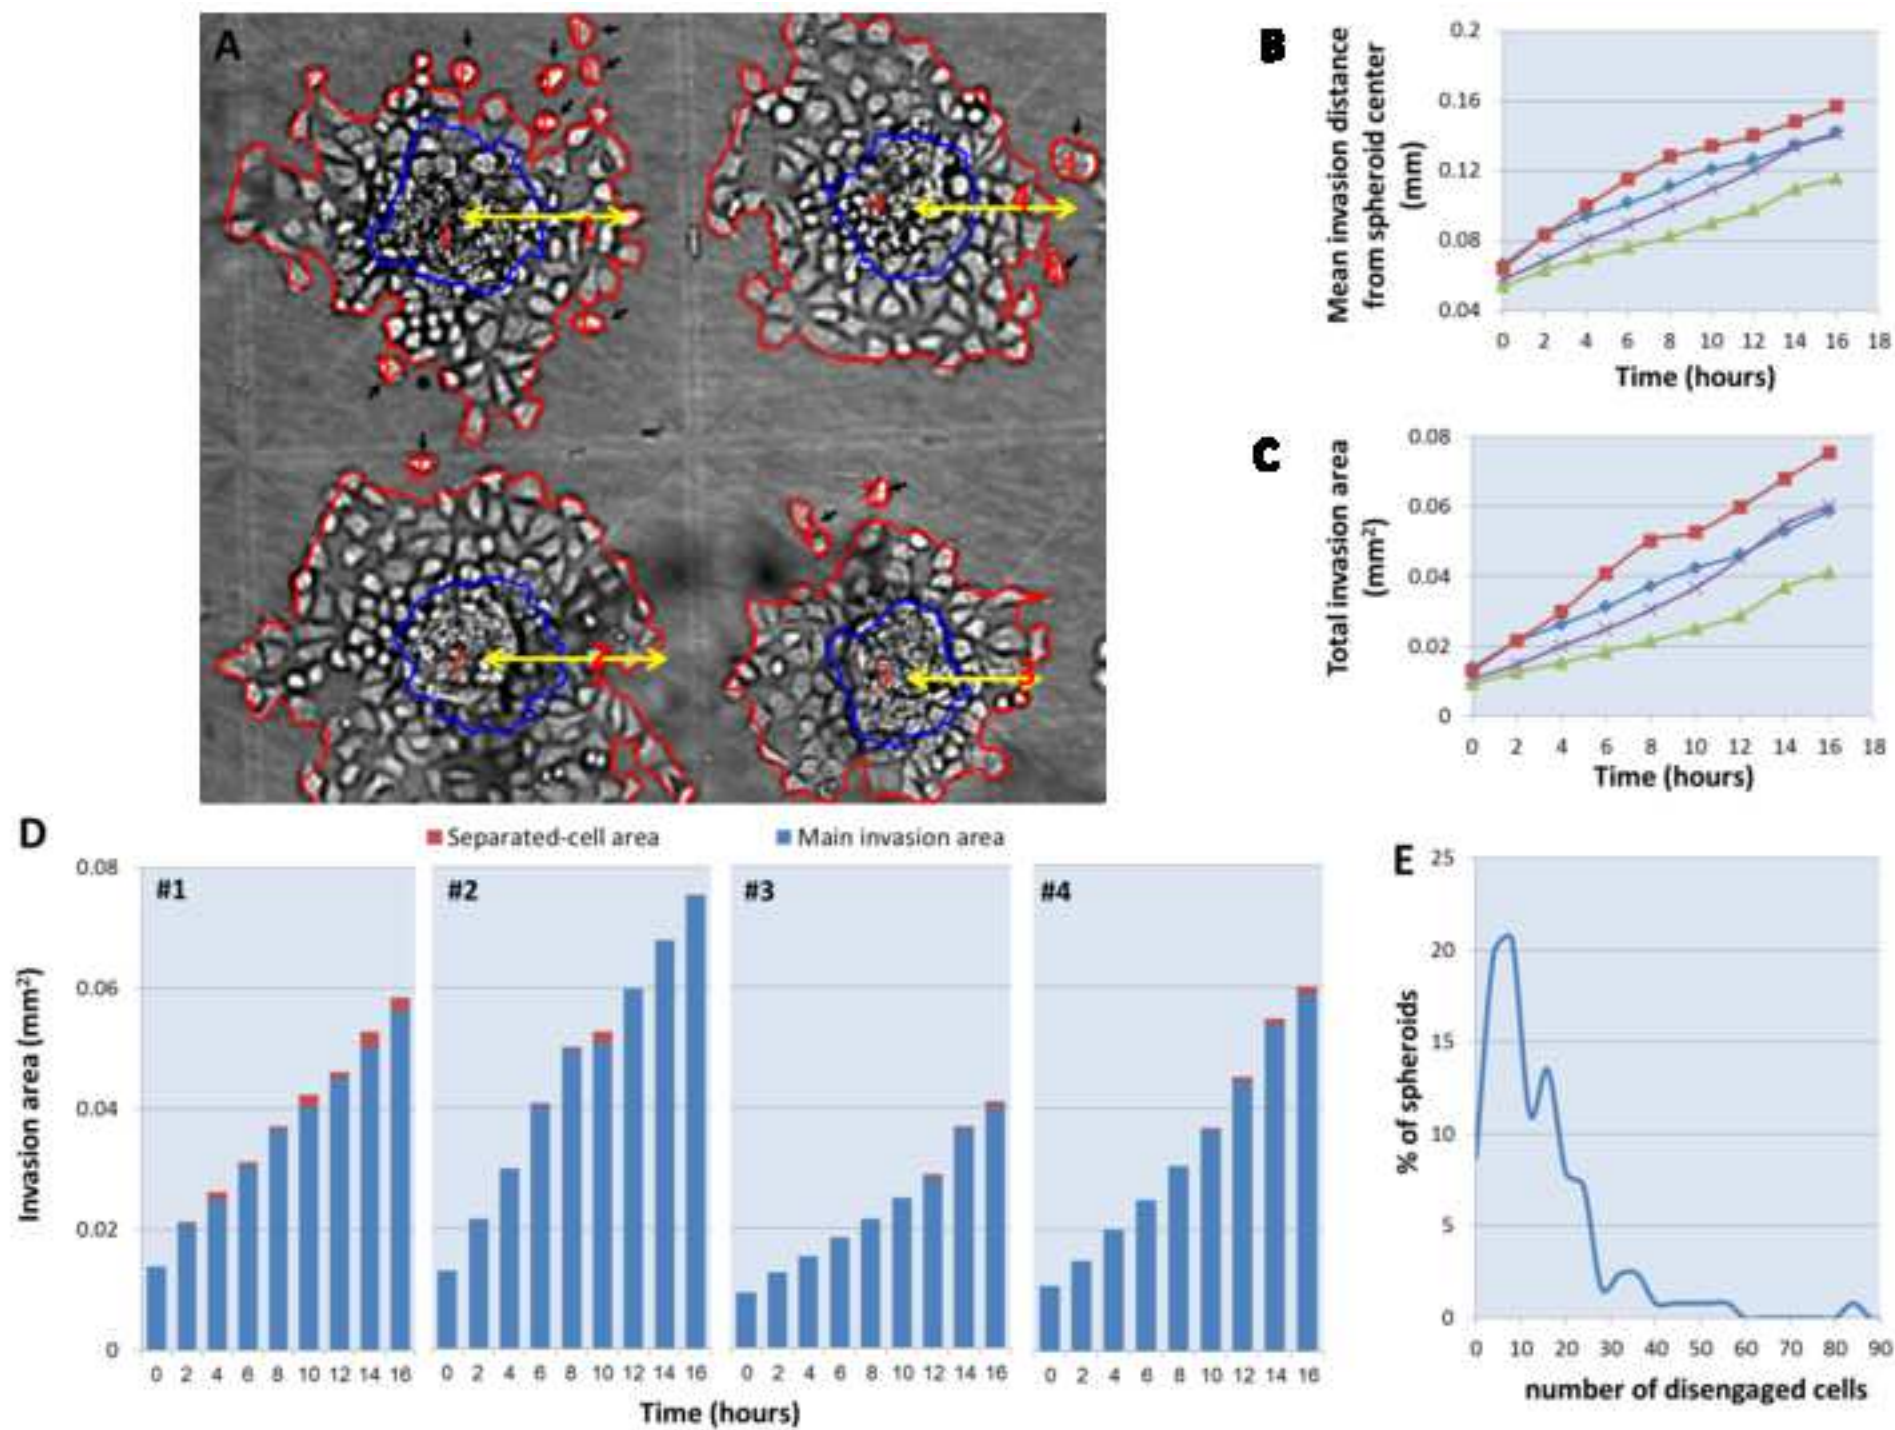 A
B
Mean invasion distance
from spheroid center
(mm)
0.2
0.16
0.12
0.08
0.04
0 2 4 6 8 10 12 14 16 18
Time (hours)
C
Total invasion area
(mm²)
0.08
0.06
0.04
0.02
0
0 2 4 6 8 10 12 14 16 18
Time (hours)
D
Separated-cell area Main invasion area
Invasion area (mm²)
0.08
0.06
0.04
0.02
0
#1 #2 #3 #4
0 2 4 6 8 10 12 14 16 0 2 4 6 8 10 12 14 16 0 2 4 6 8 10 12 14 16 0 2 4 6 8 10 12 14 16
Time (hours)
E
% of spheroids
25
20
15
10
5
0
0 10 20 30 40 50 60 70 80 90
number of disengaged cells